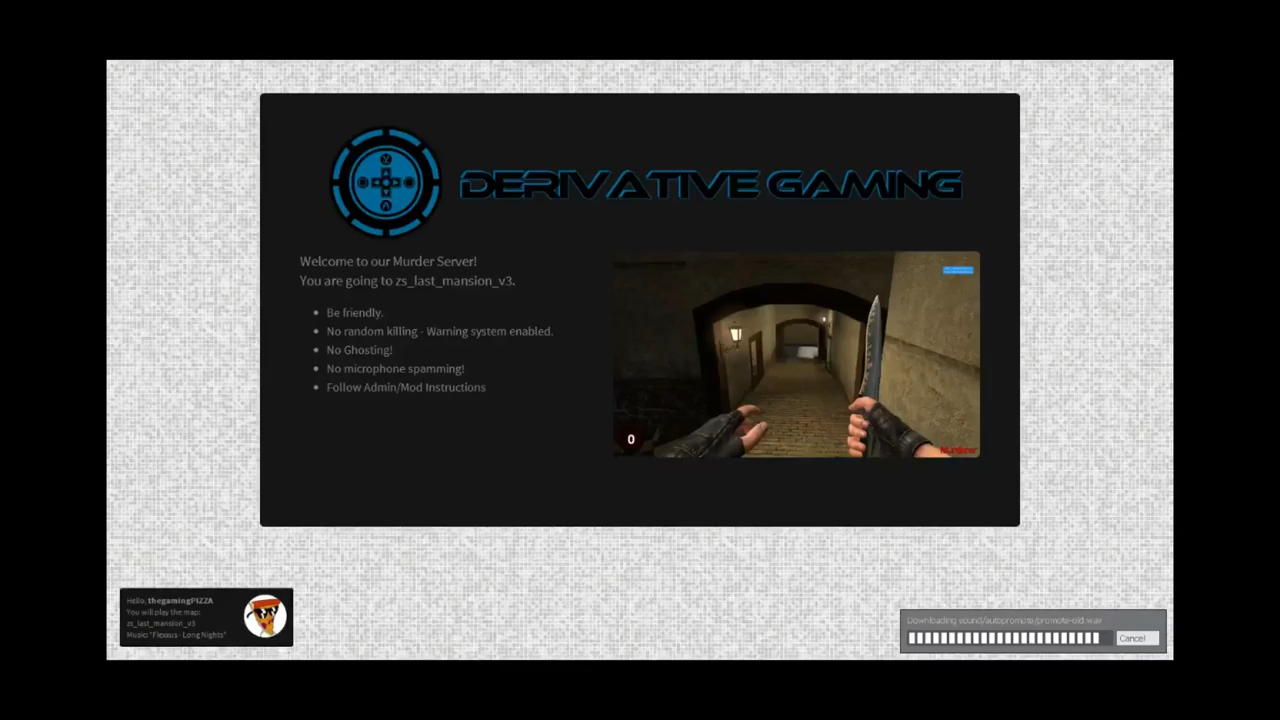 DERIVATIVE GAMING
Welcome to our Murder Server!
You are going to zs_last_mansion_v3.
Be friendly.
No random killing - Warning system enabled.
No Ghosting!
No microphone spamming!
Follow Admin/Mod Instructions
0
Murderer
Hello, thegamingPIZZA
You will play the map:
zs_last_mansion_v3
Music: "Flexxus - Long Nights"
Downloading sound/autopromote/promote-old.wav
Cancel